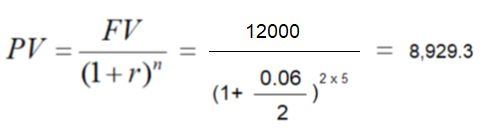 PV = FV / (1+r)^n = 12000 / (1+ 0.06 / 2 )^2 x 5 = 8,929.3